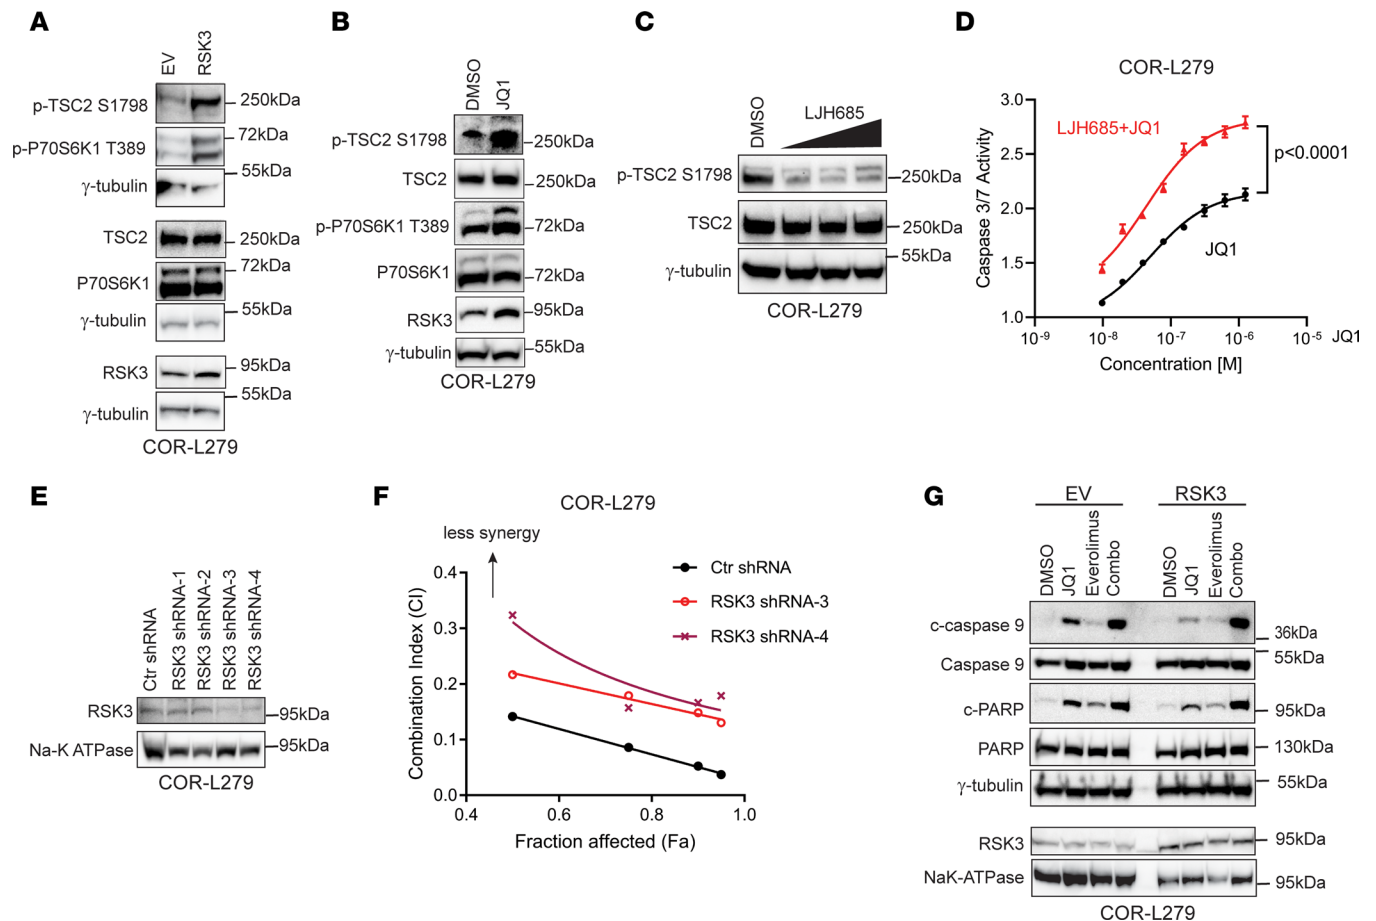 A
EV
RSK3
p-TSC2 S1798
250kDa
p-P70S6K1 T389
72kDa
55kDa
γ-tubulin
TSC2
250kDa
P70S6K1
72kDa
γ-tubulin
55kDa
RSK3
95kDa
γ-tubulin
55kDa
COR-L279
B
DMSO
JQ1
p-TSC2 S1798
250kDa
TSC2
250kDa
p-P70S6K1 T389
72kDa
P70S6K1
72kDa
RSK3
95kDa
γ-tubulin
55kDa
COR-L279
C
DMSO
LJH685
p-TSC2 S1798
250kDa
TSC2
250kDa
γ-tubulin
55kDa
COR-L279
D
COR-L279
Caspase 3/7 Activity
3.0
2.5
2.0
1.5
1.0
LJH685+JQ1
p<0.0001
JQ1
10-9
10-8
10-7
10-6
10-5
JQ1
Concentration [M]
E
Ctr shRNA
RSK3 shRNA-1
RSK3 shRNA-2
RSK3 shRNA-3
RSK3 shRNA-4
RSK3
95kDa
Na-K ATPase
95kDa
COR-L279
F
COR-L279
less synergy
Combination Index (CI)
0.4
0.3
0.2
0.1
0.0
Ctr shRNA
RSK3 shRNA-3
RSK3 shRNA-4
0.4
0.6
0.8
1.0
Fraction affected (Fa)
G
EV
RSK3
DMSO
JQ1
Everolimus
Combo
DMSO
JQ1
Everolimus
Combo
c-caspase 9
36kDa
Caspase 9
55kDa
c-PARP
95kDa
PARP
130kDa
γ-tubulin
55kDa
RSK3
95kDa
NaK-ATPase
95kDa
COR-L279